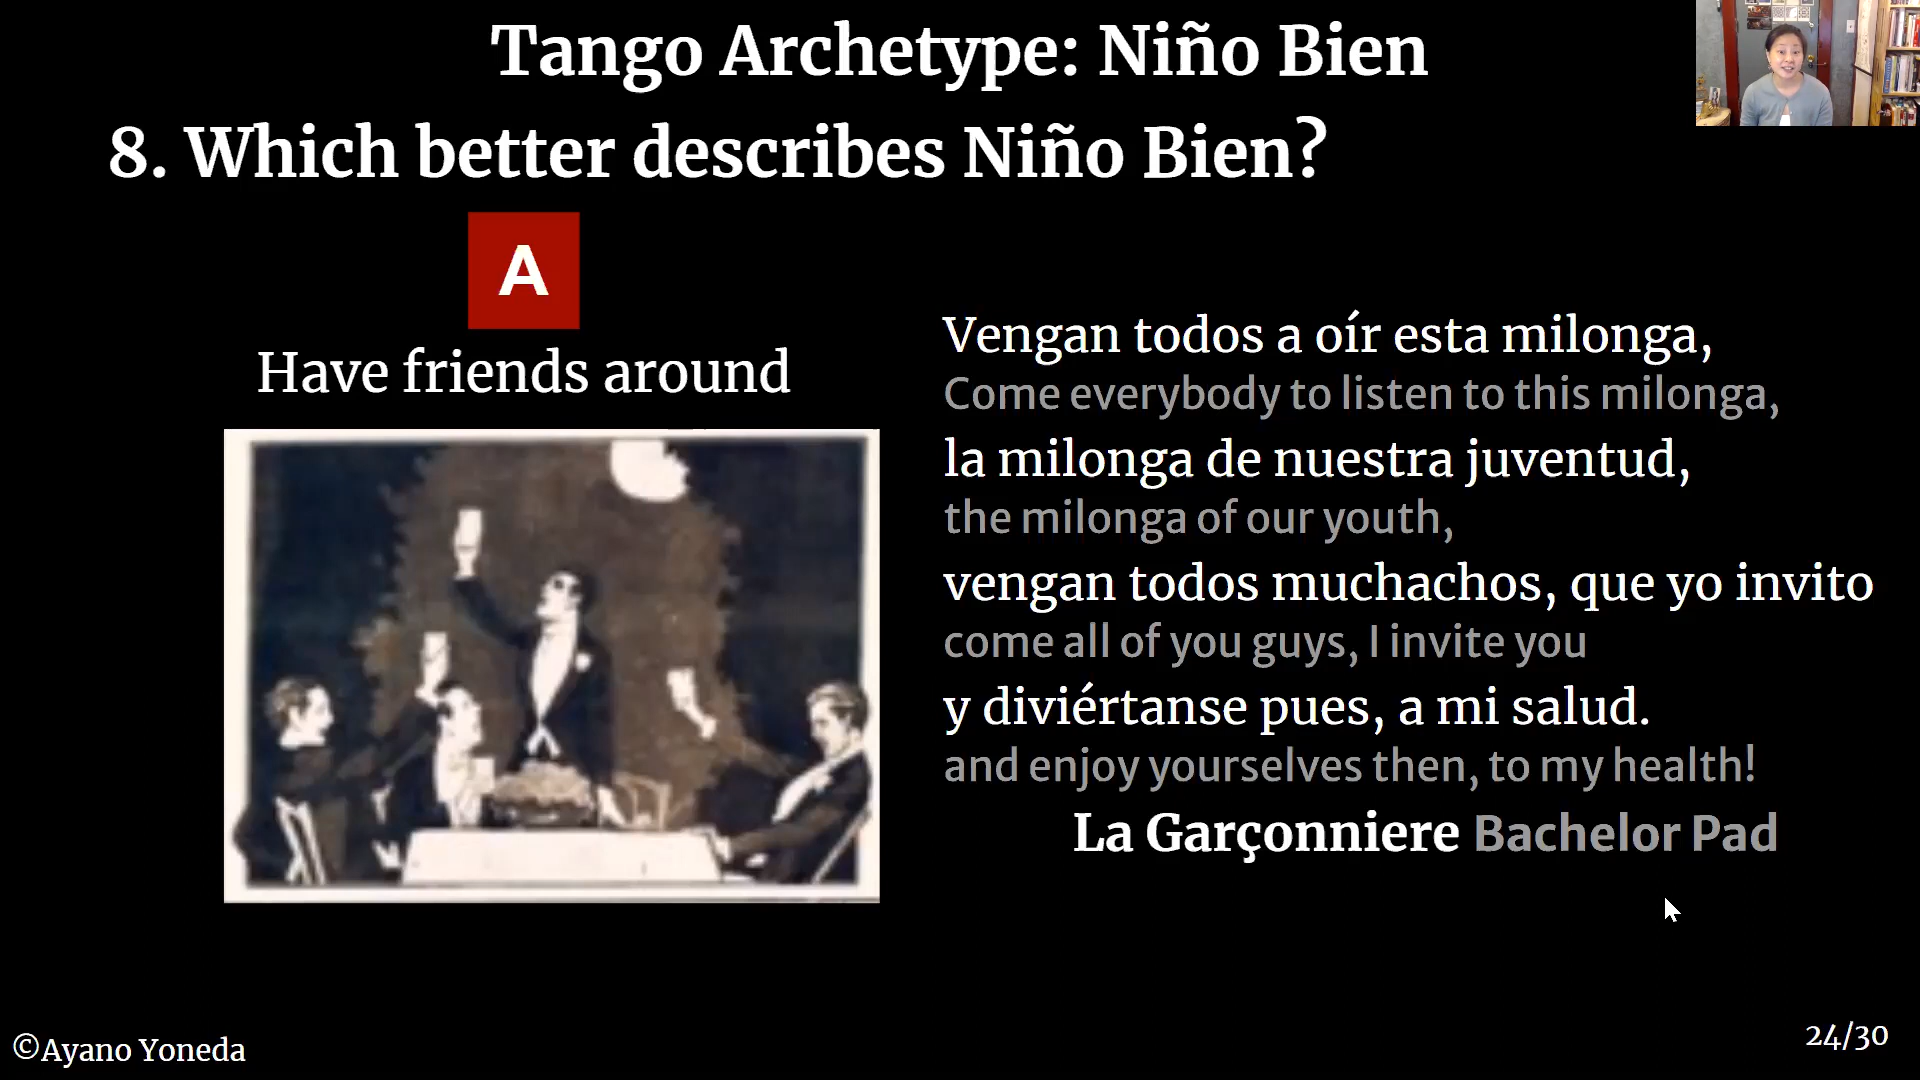 Tango Archetype: Niño Bien
8. Which better describes Niño Bien?
A
Have friends around
Vengan todos a oír esta milonga,
Come everybody to listen to this milonga,
la milonga de nuestra juventud,
the milonga of our youth,
vengan todos muchachos, que yo invito
come all of you guys, I invite you
y diviértanse pues, a mi salud.
and enjoy yourselves then, to my health!
La Garçonniere Bachelor Pad
©Ayano Yoneda
24/30